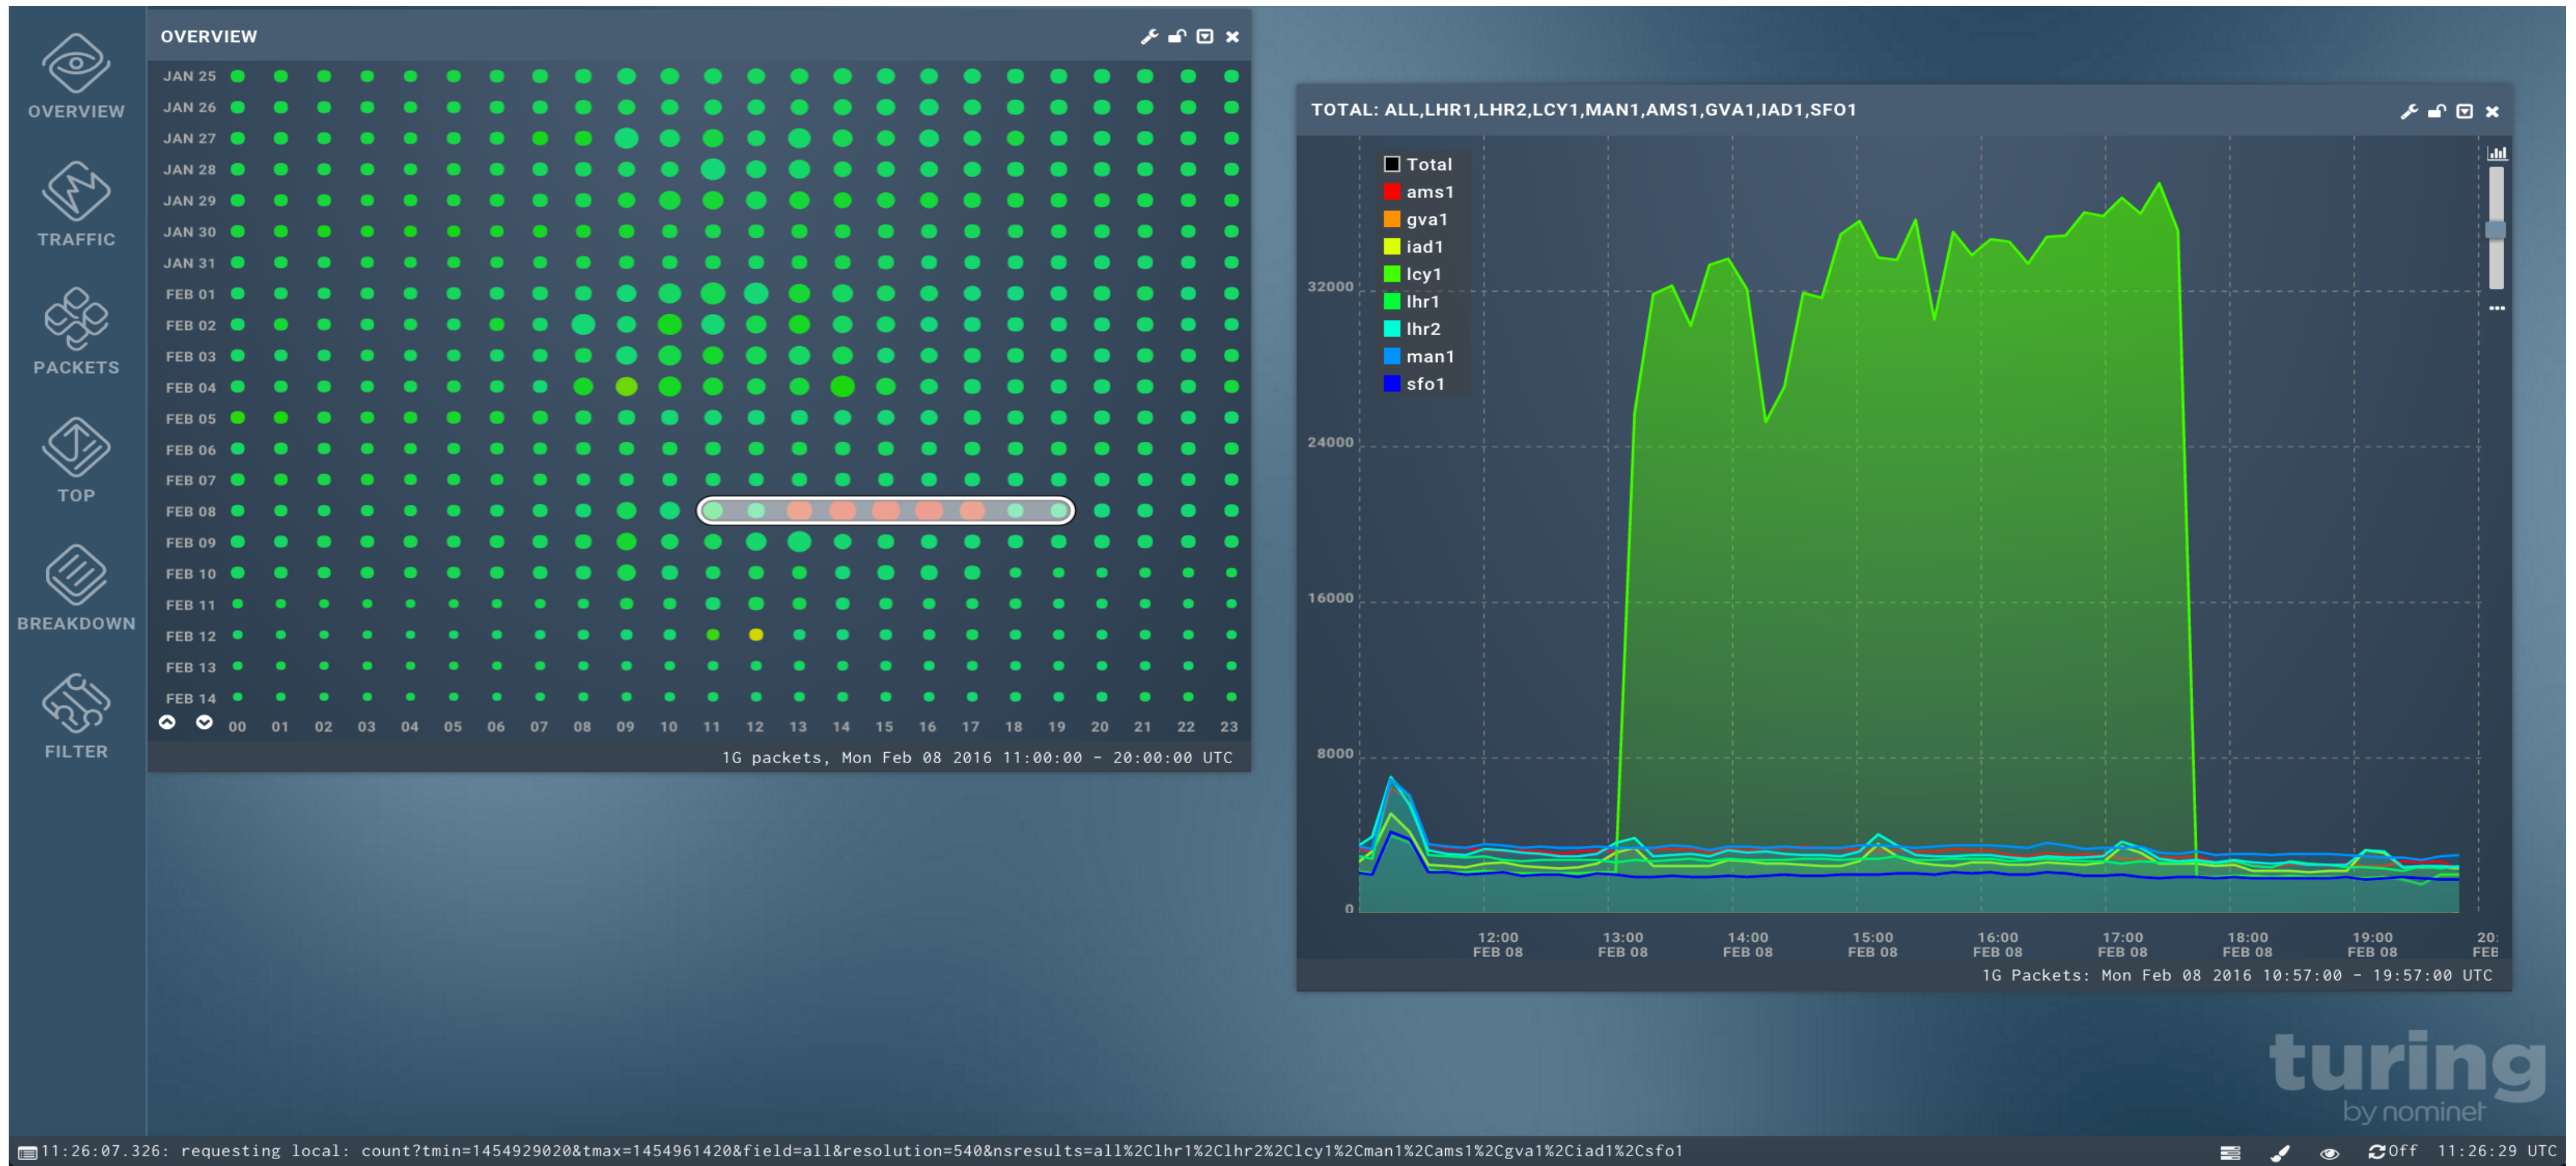 OVERVIEW
TRAFFIC
PACKETS
TOP
BREAKDOWN
FILTER
OVERVIEW
JAN 25
JAN 26
JAN 27
JAN 28
JAN 29
JAN 30
JAN 31
FEB 01
FEB 02
FEB 03
FEB 04
FEB 05
FEB 06
FEB 07
FEB 08
FEB 09
FEB 10
FEB 11
FEB 12
FEB 13
FEB 14
00 01 02 03 04 05 06 07 08 09 10 11 12 13 14 15 16 17 18 19 20 21 22 23
1G packets, Mon Feb 08 2016 11:00:00 - 20:00:00 UTC
TOTAL: ALL,LHR1,LHR2,LCY1,MAN1,AMS1,GVA1,IAD1,SFO1
Total
ams1
gva1
iad1
lcy1
lhr1
lhr2
man1
sfo1
32000
24000
16000
8000
0
12:00 13:00 14:00 15:00 16:00 17:00 18:00 19:00 20:
FEB 08 FEB 08 FEB 08 FEB 08 FEB 08 FEB 08 FEB 08 FEB 08 FEB
1G Packets: Mon Feb 08 2016 10:57:00 - 19:57:00 UTC
turing
by nominet
11:26:07.326: requesting local: count?tmin=1454929020&tmax=1454961420&field=all&resolution=540&nsresults=all%2Clhr1%2Clhr2%2Clcy1%2Cman1%2Cams1%2Cgva1%2Ciad1%2Csfo1
Off 11:26:29 UTC